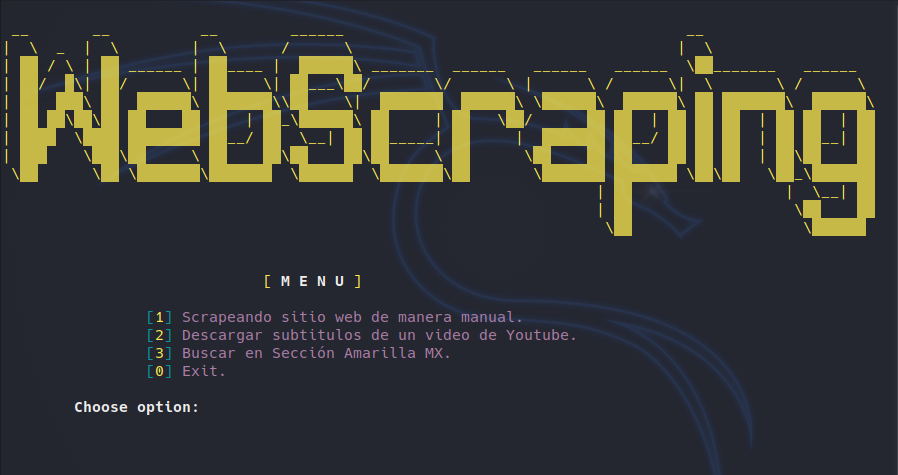 WebScraping
[ M E N U ]
[1] Scrapeando sitio web de manera manual.
[2] Descargar subtitulos de un video de Youtube.
[3] Buscar en Sección Amarilla MX.
[0] Exit.
Choose option: